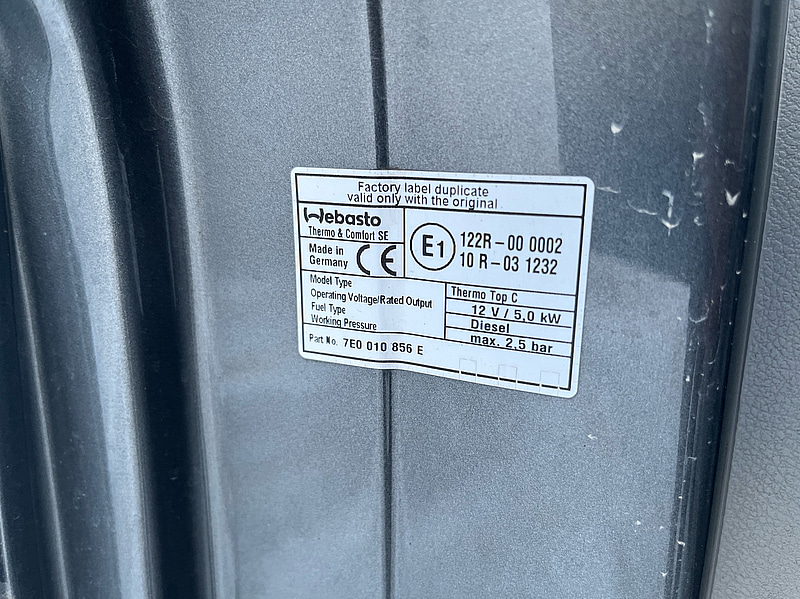 Factory label duplicate
valid only with the original
Webasto
Thermo & Comfort SE
Made in
Germany
CE
E1
122R-00 0002
10 R-03 1232
Model Type
Thermo Top C
Operating Voltage/Rated Output
12 V / 5,0 kW
Fuel Type
Diesel
Working Pressure
max. 2,5 bar
Part No. 7E0 010 856 E